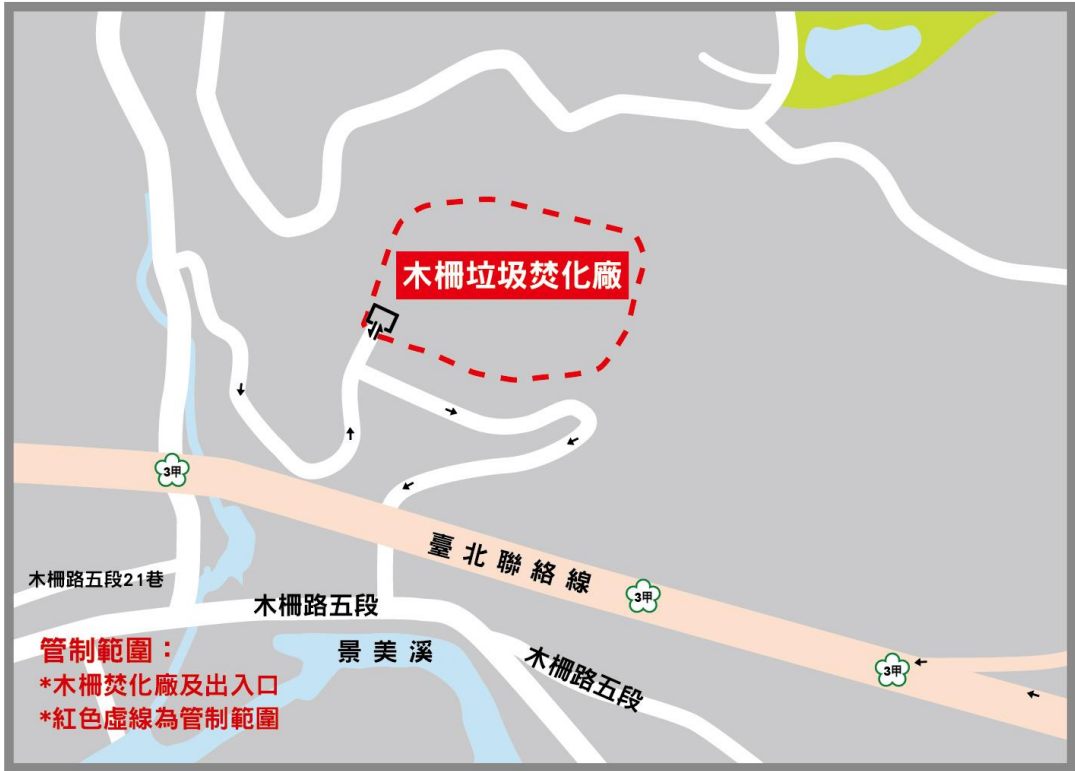 木柵垃圾焚化廠
3甲
臺北聯絡線
木柵路五段21巷
3甲
木柵路五段
管制範圍：
景美溪
木柵路五段
3甲
*木柵焚化廠及出入口
*紅色虛線為管制範圍